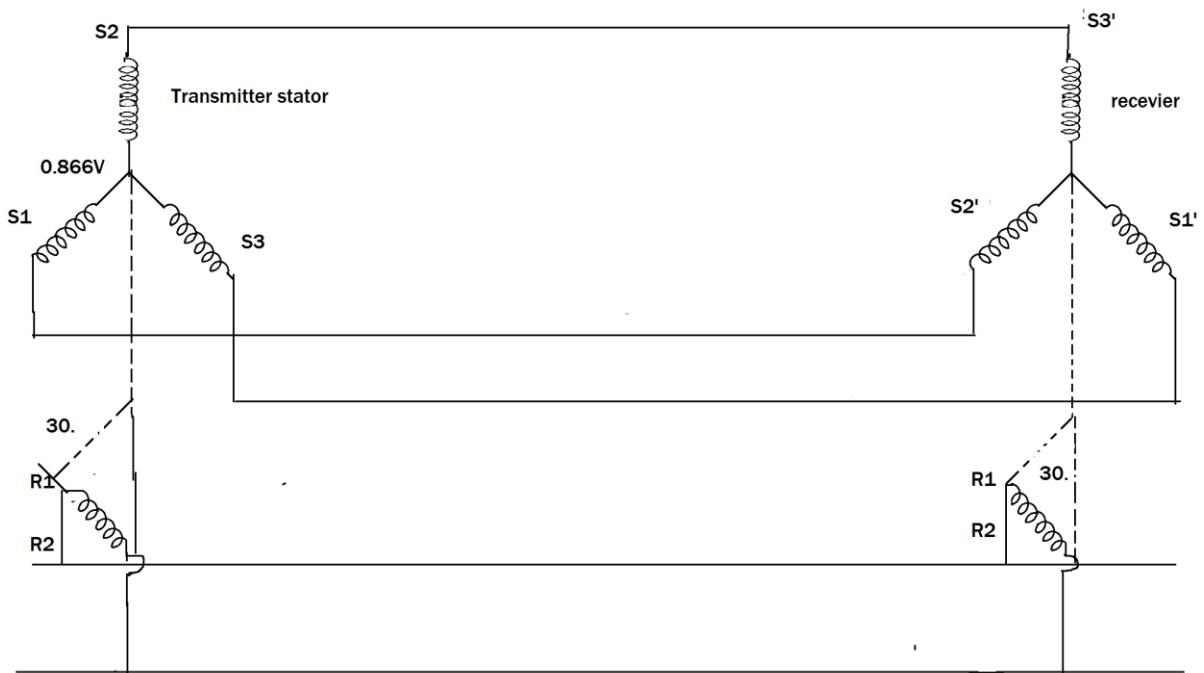 S2
S3'
Transmitter stator
recevier
0.866V
S1
S3
S2'
S1'
30.
R1
R2
R1
30.
R2